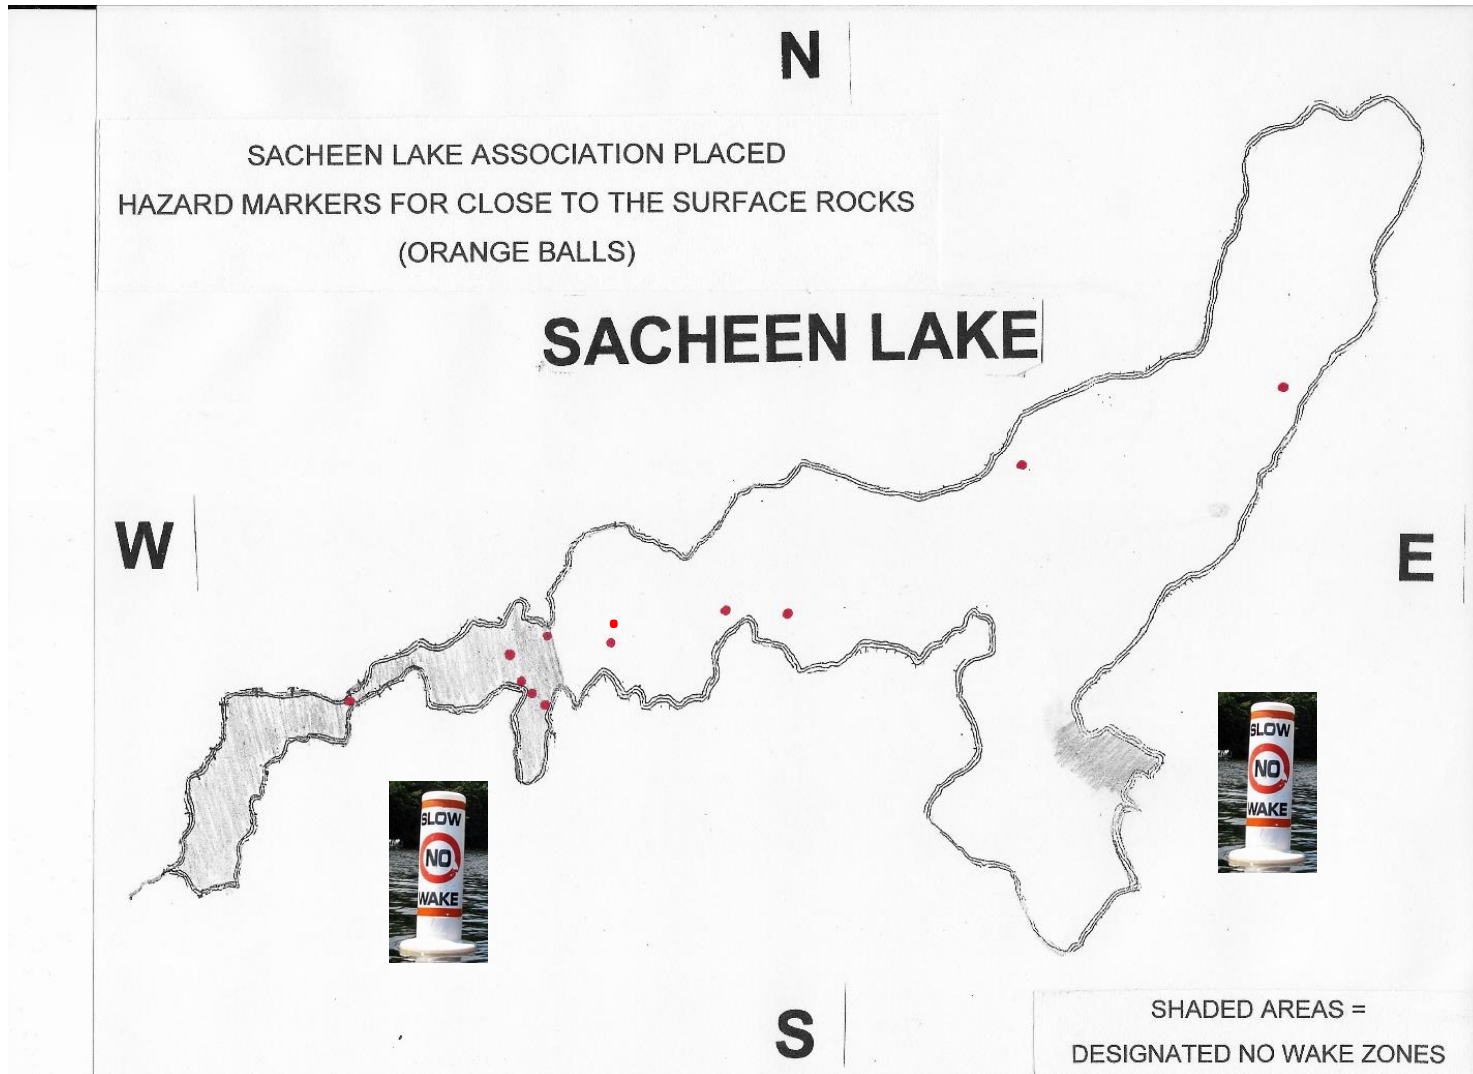 N
SACHEEN LAKE ASSOCIATION PLACED
HAZARD MARKERS FOR CLOSE TO THE SURFACE ROCKS
(ORANGE BALLS)
SACHEEN LAKE
W
E
SLOW
NO
WAKE
SLOW
NO
WAKE
S
SHADED AREAS =
DESIGNATED NO WAKE ZONES